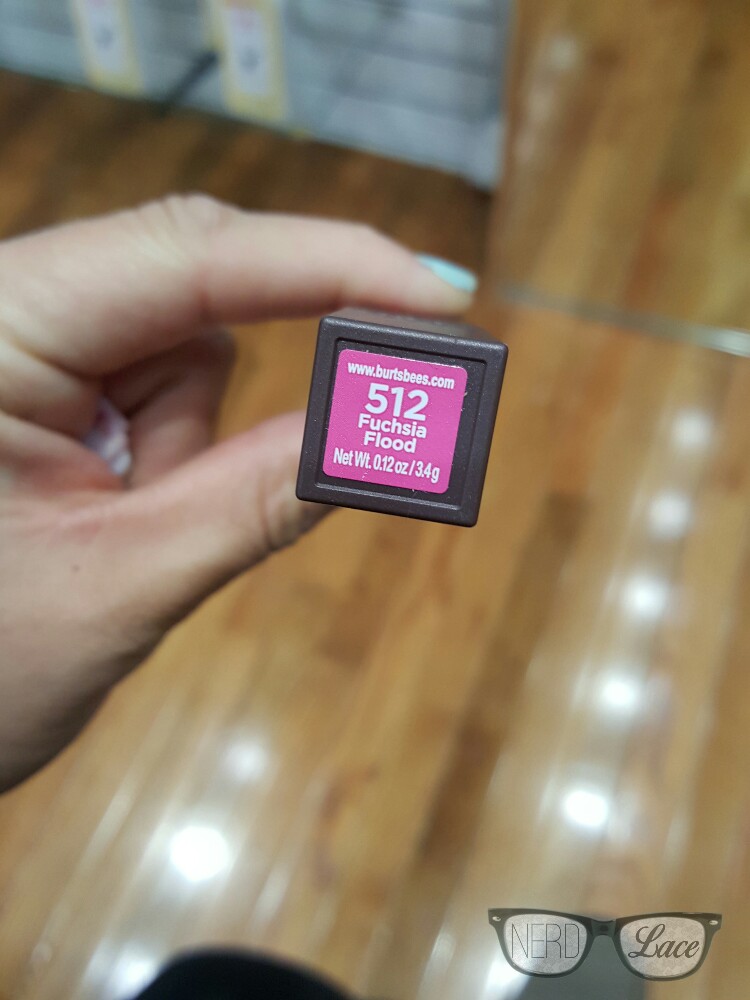 www.burtsbees.com
512
Fuchsia
Flood
Net Wt. 0.12 oz / 3.4g
NERD Lace